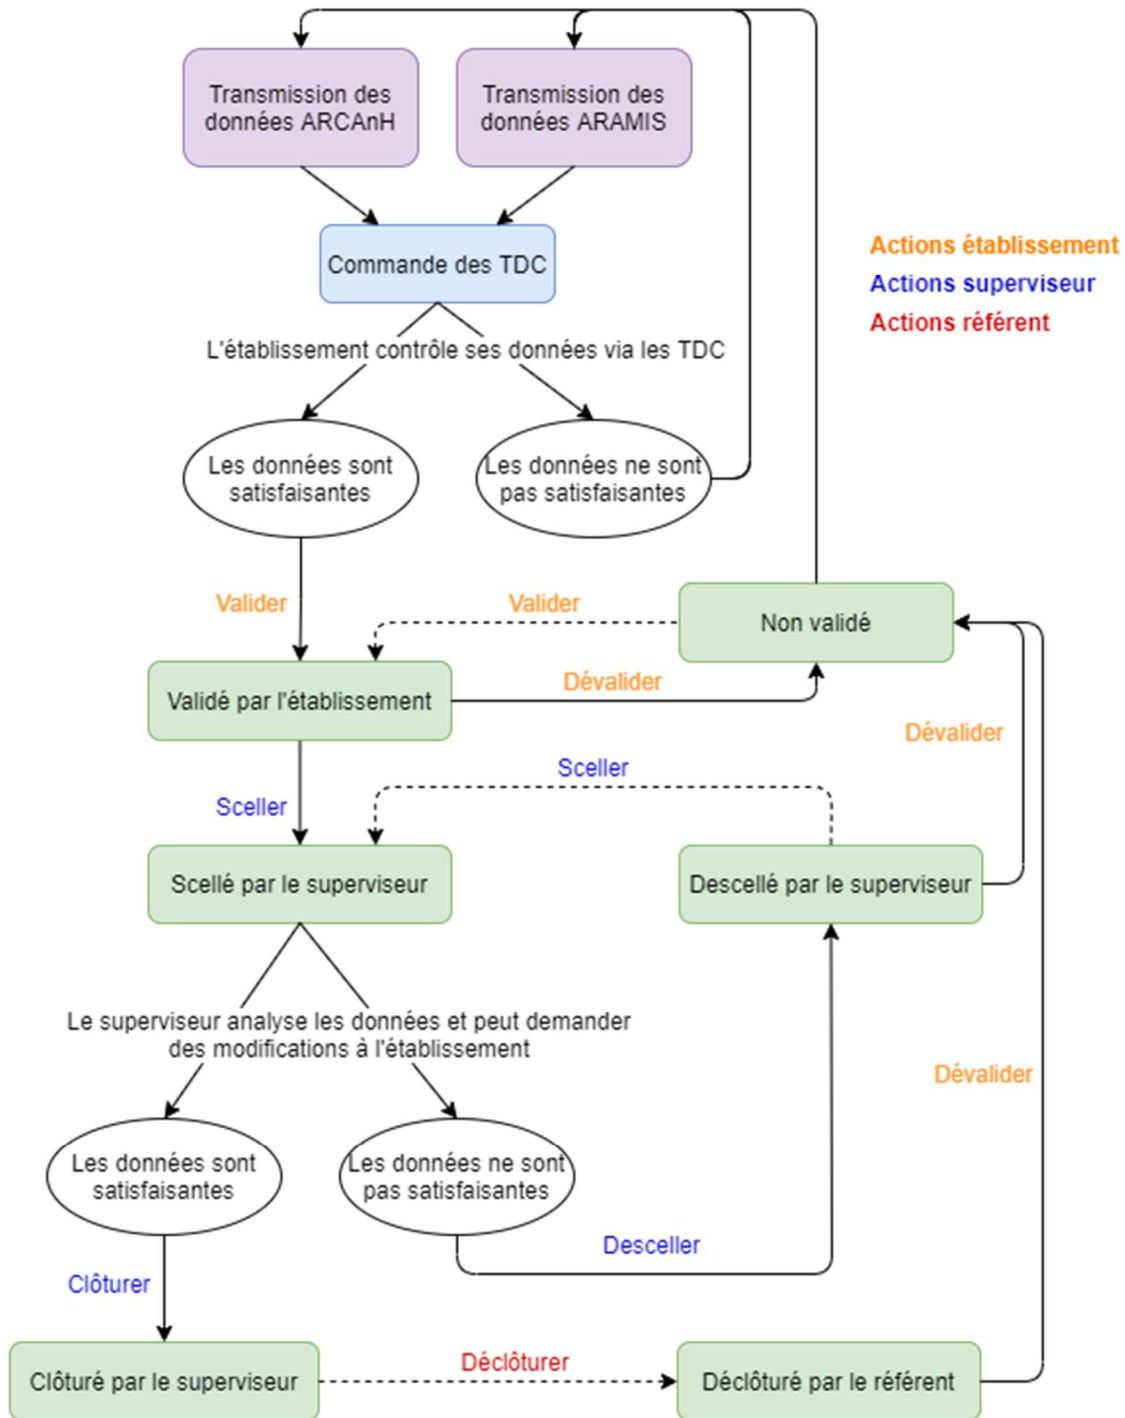 Transmission des
données ARCAnH
Transmission des
données ARAMIS
Commande des TDC
Actions établissement
Actions superviseur
Actions référent
L'établissement contrôle ses données via les TDC
Les données sont
satisfaisantes
Les données ne sont
pas satisfaisantes
Valider
Valider
Non validé
Validé par l'établissement
Dévalider
Dévalider
Sceller
Sceller
Scellé par le superviseur
Descellé par le superviseur
Le superviseur analyse les données et peut demander
des modifications à l'établissement
Dévalider
Les données sont
satisfaisantes
Les données ne sont
pas satisfaisantes
Desceller
Clôturer
Clôturé par le superviseur
Déclôturer
Déclôturé par le référent